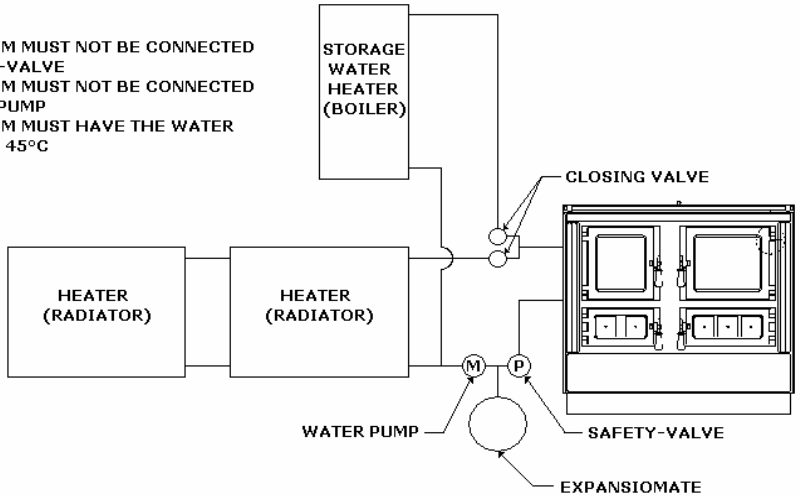 M MUST NOT BE CONNECTED
-VALVE
M MUST NOT BE CONNECTED
PUMP
M MUST HAVE THE WATER
45°C
STORAGE
WATER
HEATER
(BOILER)
CLOSING VALVE
HEATER
(RADIATOR)
HEATER
(RADIATOR)
M
P
WATER PUMP
SAFETY-VALVE
EXPANSIOMATE